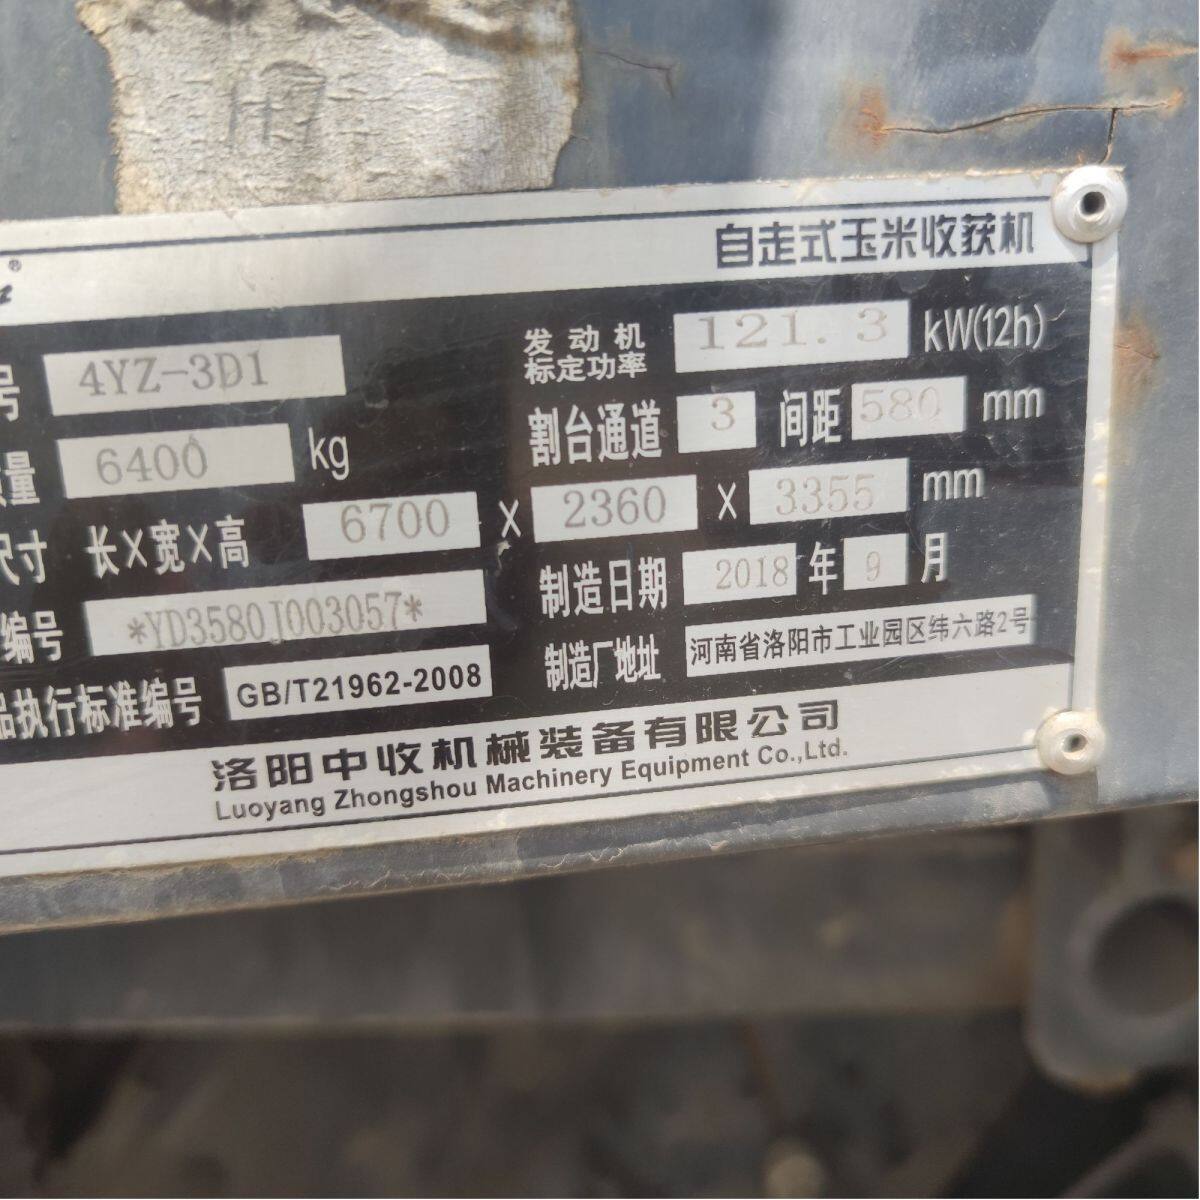 H7
®
自走式玉米收获机
号 4YZ-3D1
发动机标定功率 121.3 kW(12h)
量 6400 kg
割台通道 3 间距 580 mm
尺寸 长×宽×高 6700 × 2360 × 3355 mm
编号 *YD3580J003057*
制造日期 2018 年 9 月
品执行标准编号 GB/T21962-2008
制造厂地址 河南省洛阳市工业园区纬六路2号
洛阳中收机械装备有限公司
Luoyang Zhongshou Machinery Equipment Co.,Ltd.